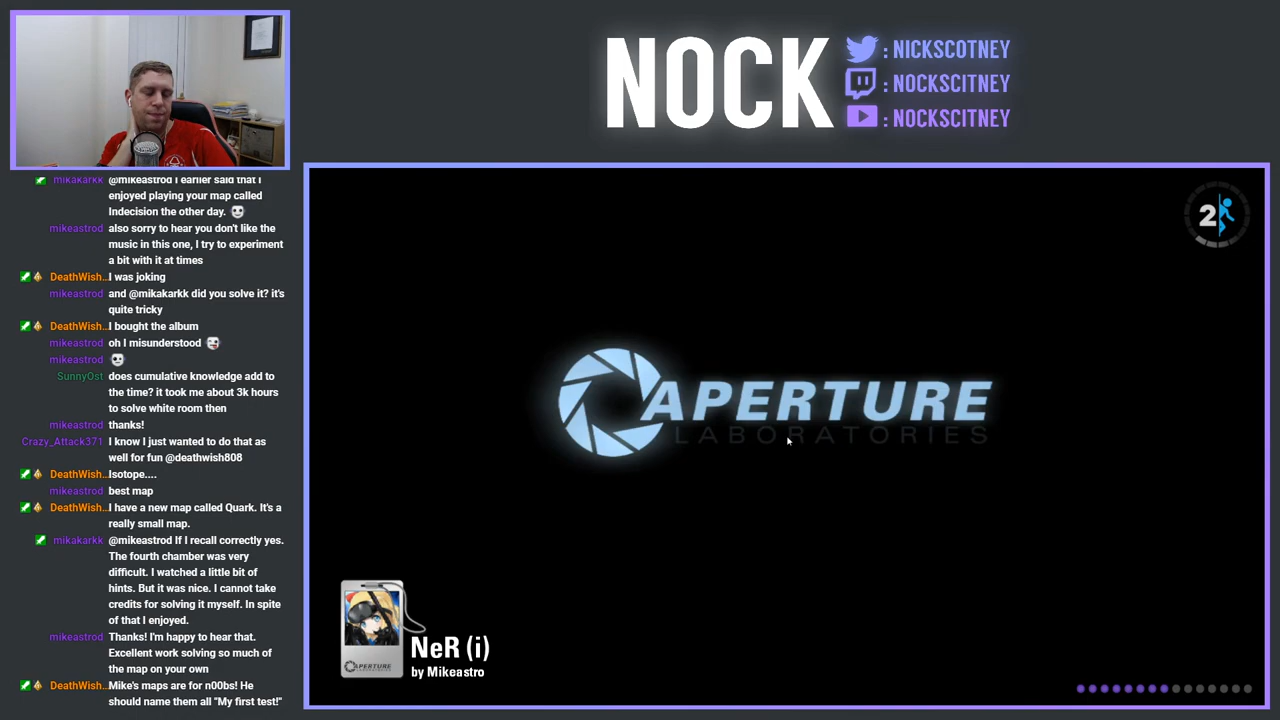 NOCK
: NICKSCOTNEY
: NOCKSCITNEY
: NOCKSCITNEY
mikakarkk @mikeastrod I earlier said that I
enjoyed playing your map called
Indecision the other day.
mikeastrod also sorry to hear you don't like the
music in this one, I try to experiment
a bit with it at times
DeathWish... I was joking
mikeastrod and @mikakarkk did you solve it? it's
quite tricky
DeathWish... I bought the album
mikeastrod oh I misunderstood
mikeastrod
SunnyOst does cumulative knowledge add to
the time? it took me about 3k hours
to solve white room then
mikeastrod thanks!
Crazy_Attack371 I know I just wanted to do that as
well for fun @deathwish808
DeathWish... Isotope....
mikeastrod best map
DeathWish... I have a new map called Quark. It's a
really small map.
mikakarkk @mikeastrod If I recall correctly yes.
The fourth chamber was very
difficult. I watched a little bit of
hints. But it was nice. I cannot take
credits for solving it myself. In spite
of that I enjoyed.
mikeastrod Thanks! I'm happy to hear that.
Excellent work solving so much of
the map on your own
DeathWish... Mike's maps are for n00bs! He
should name them all "My first test!"
2
APERTURE
LABORATORIES
APERTURE
NeR (i)
by Mikeastro